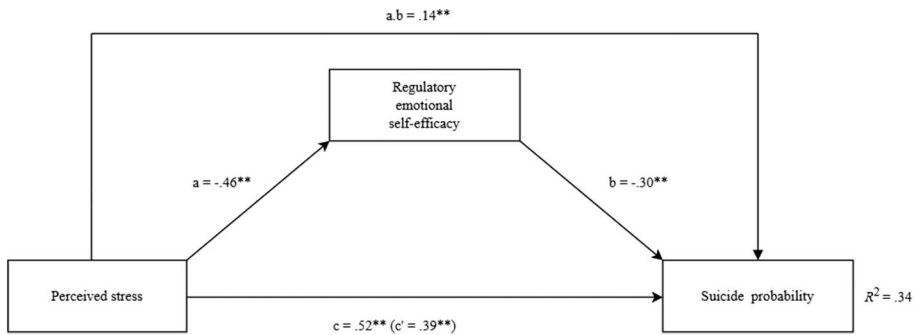 a.b = .14**
Regulatory
emotional
self-efficacy
a = -.46**
b = -.30**
Perceived stress
Suicide probability
R² = .34
c = .52** (c' = .39**)